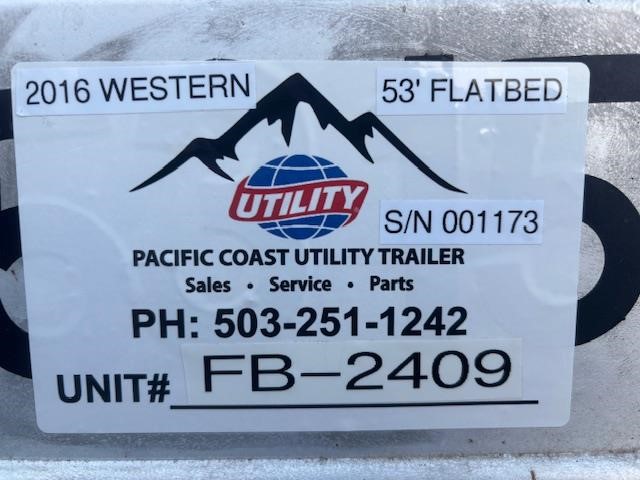 2016 WESTERN
53' FLATBED
UTILITY
S/N 001173
PACIFIC COAST UTILITY TRAILER
Sales • Service • Parts
PH: 503-251-1242
UNIT# FB-2409